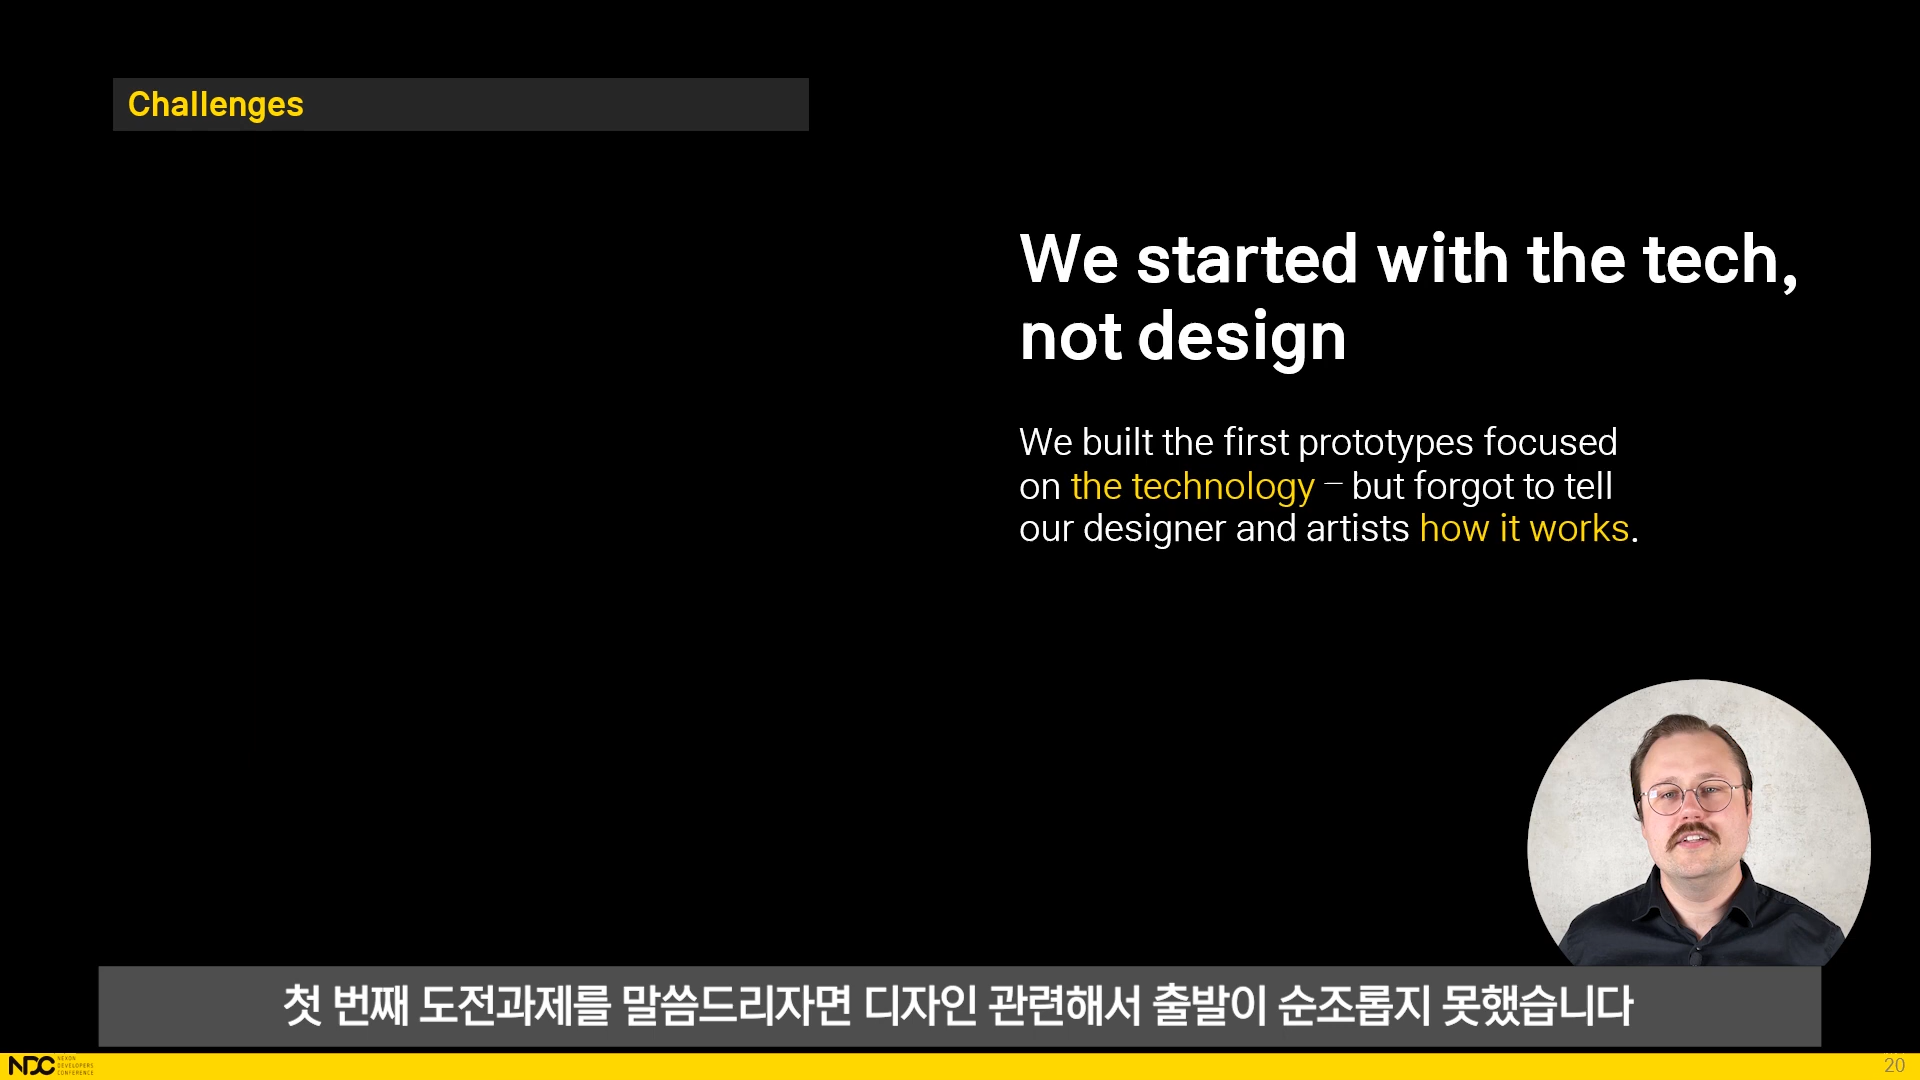 Challenges
We started with the tech,
not design
We built the first prototypes focused
on the technology – but forgot to tell
our designer and artists how it works.
첫 번째 도전과제를 말씀드리자면 디자인 관련해서 출발이 순조롭지 못했습니다
NDC
NEXON
DEVELOPERS
CONFERENCE
20